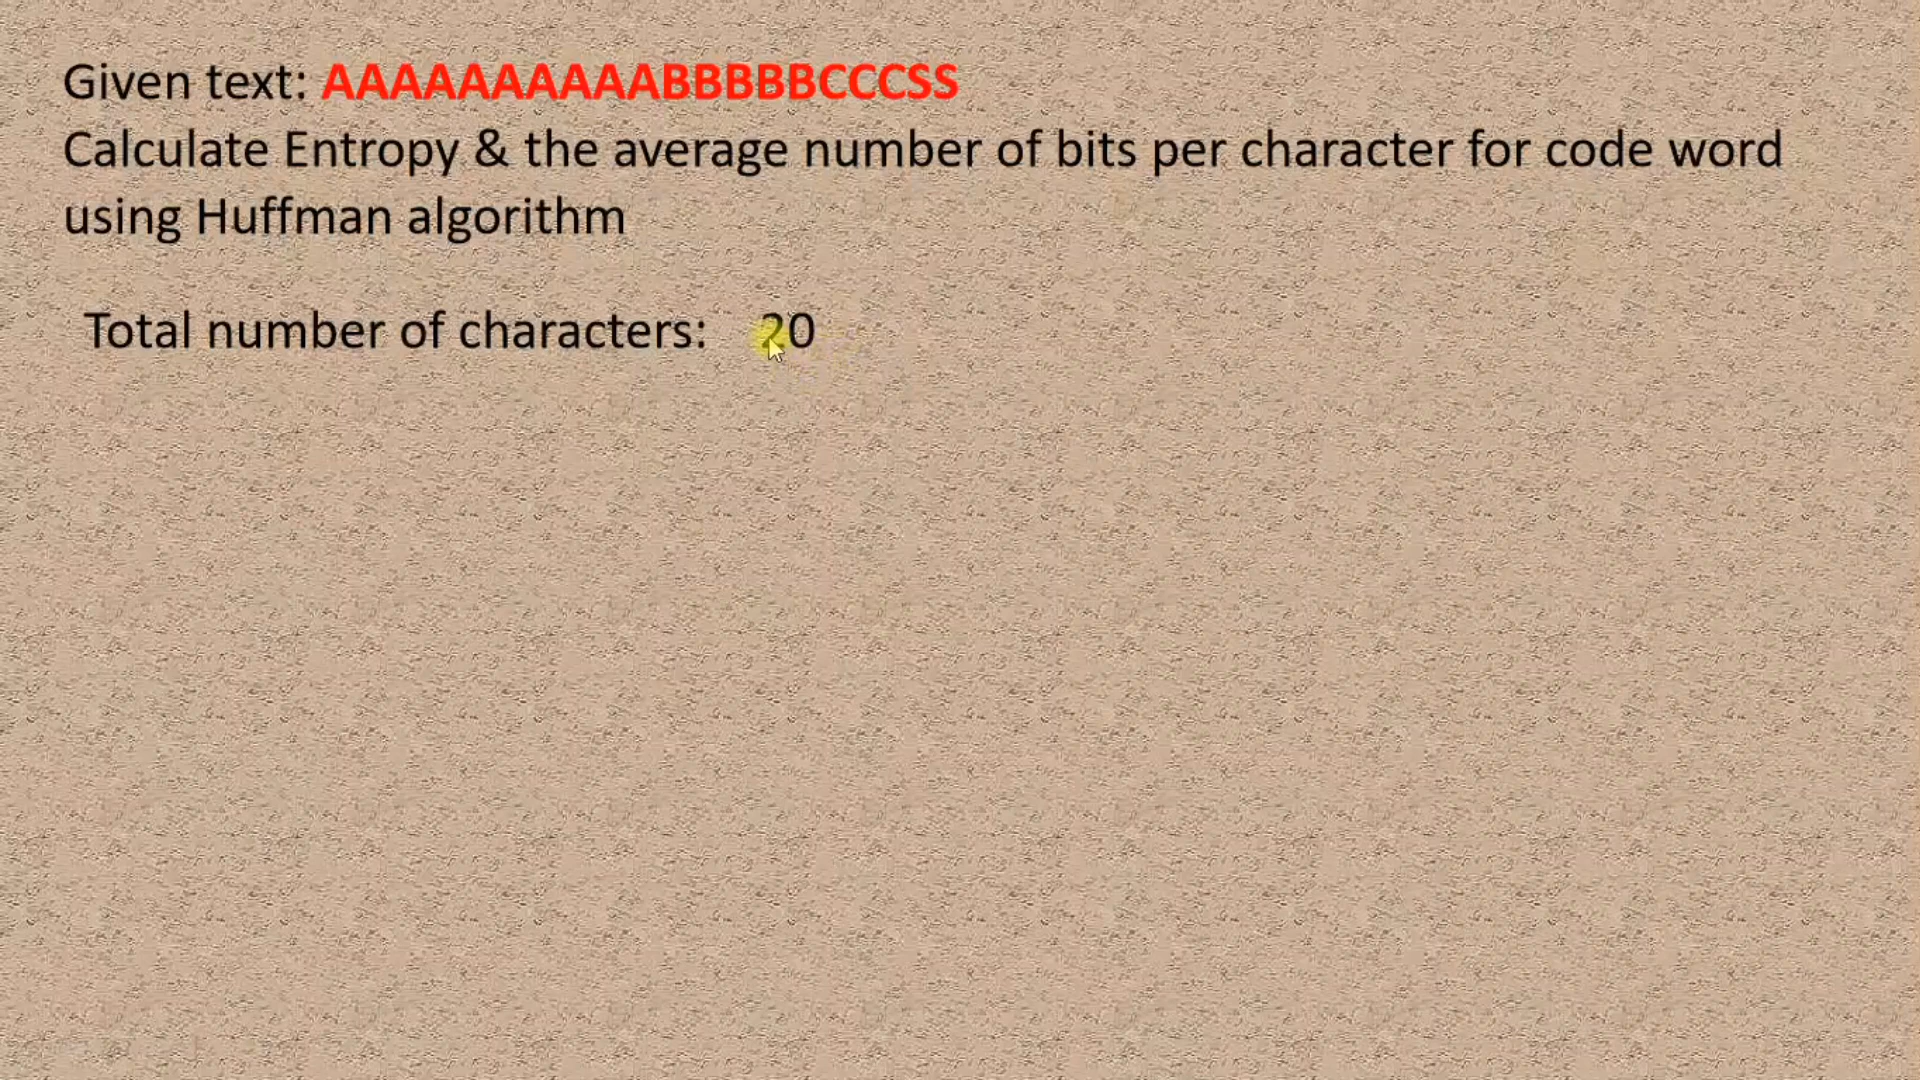 Given text: AAAAAAAAAABBBBBCCCSS
Calculate Entropy & the average number of bits per character for code word
using Huffman algorithm
Total number of characters: 20